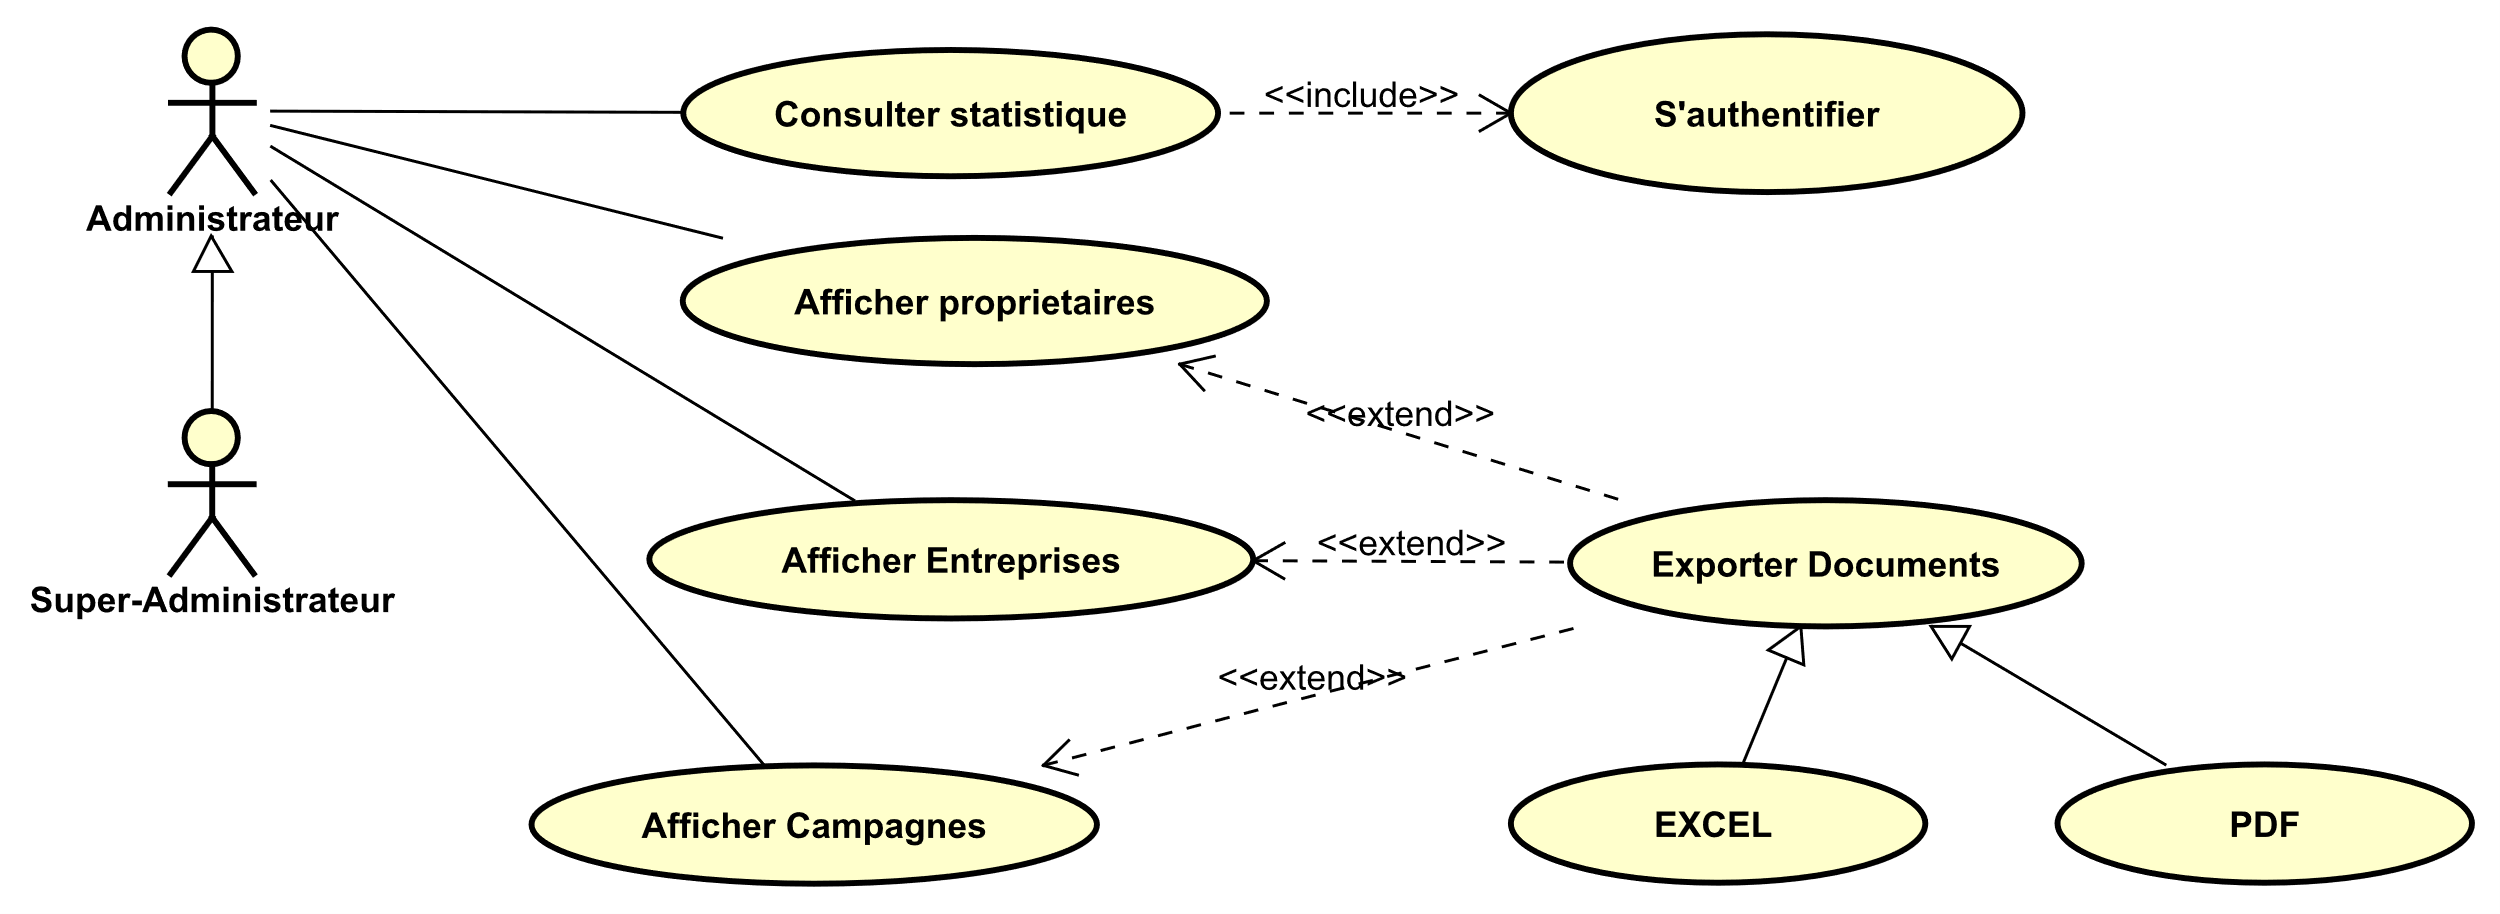 Administrateur
Consulter statistique
<<include>>
S'authentifier
Afficher proprietaires
<<extend>>
Super-Administrateur
Afficher Entreprises
<<extend>>
Exporter Documents
<<extend>>
Afficher Campagnes
EXCEL
PDF